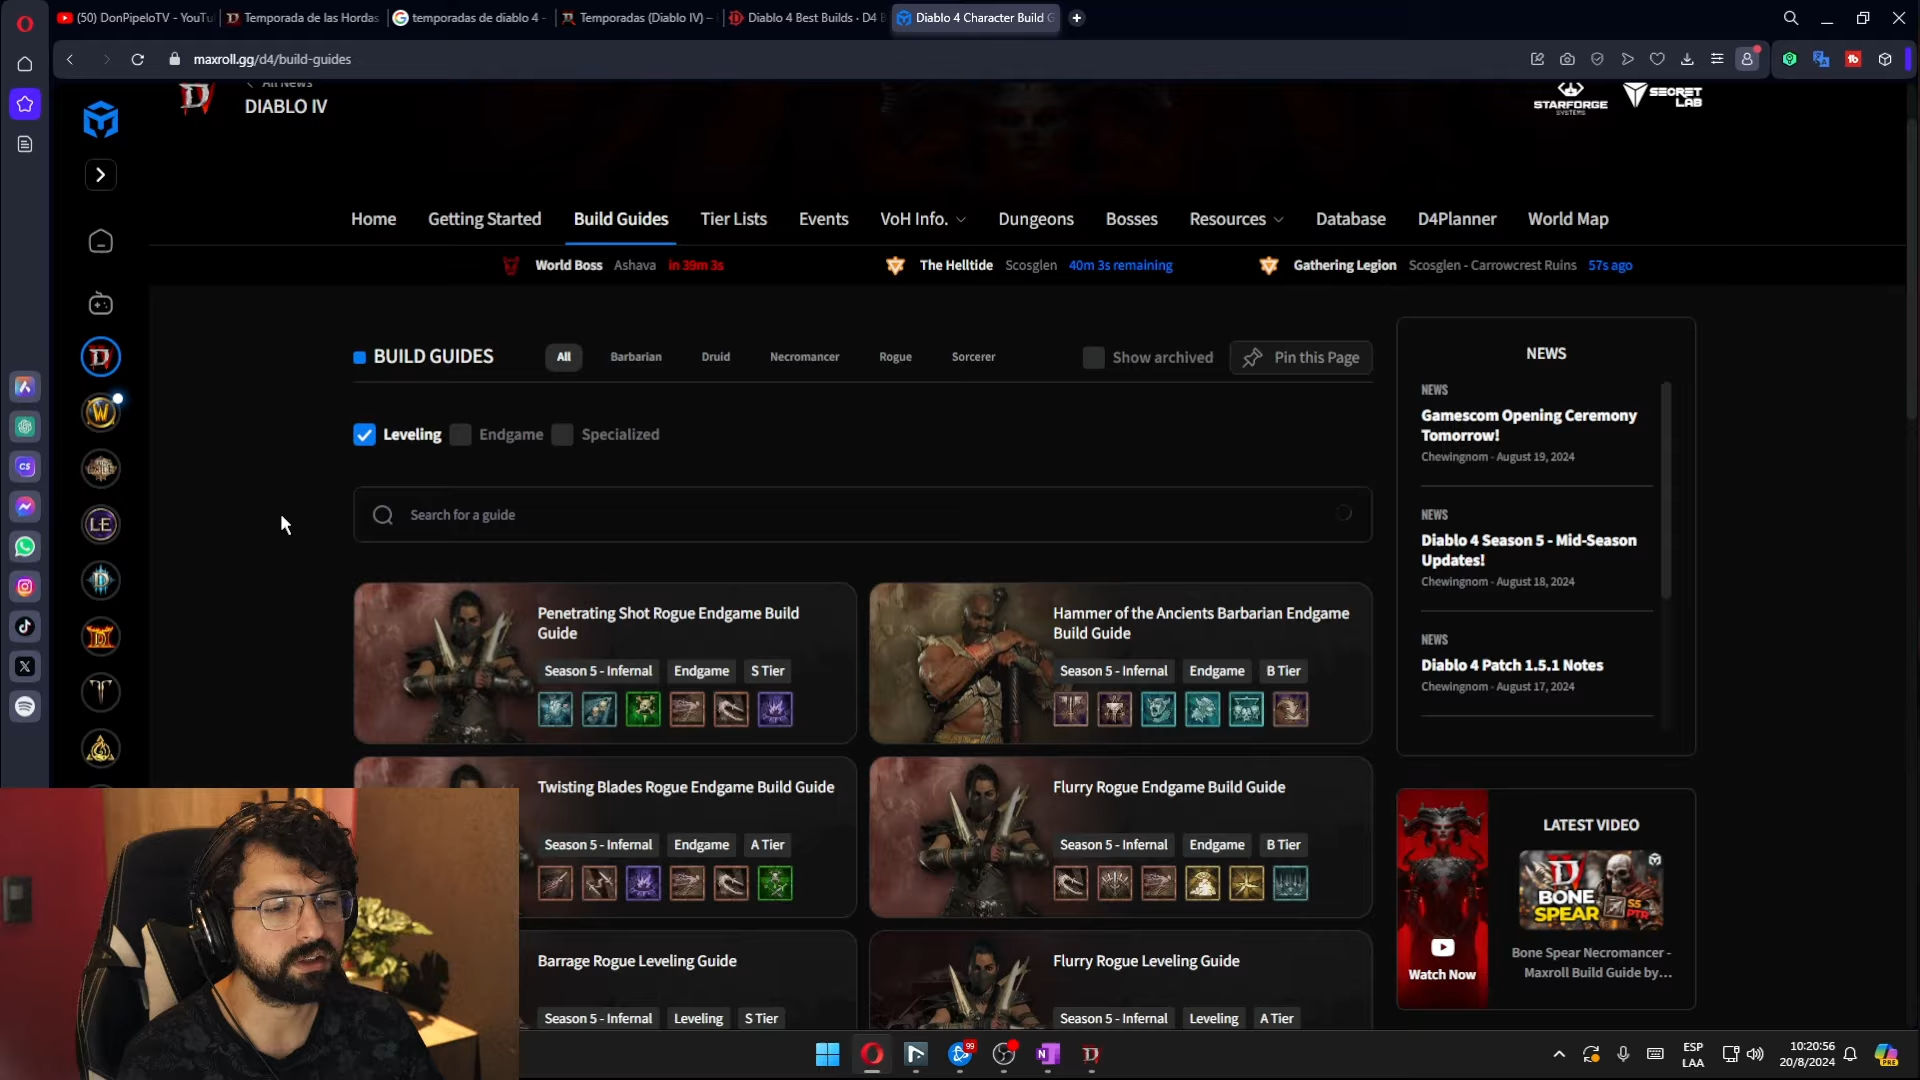 (50) DonPipeloTV - YouTu
Temporada de las Hordas
temporadas de diablo 4 -
Temporadas (Diablo IV) –
Diablo 4 Best Builds · D4 B
Diablo 4 Character Build G
maxroll.gg/d4/build-guides
All News
DIABLO IV
STARFORGE
SYSTEMS
SECRET
LAB
Home
Getting Started
Build Guides
Tier Lists
Events
VoH Info.
Dungeons
Bosses
Resources
Database
D4Planner
World Map
World Boss Ashava in 39m 3s
The Helltide Scosglen 40m 3s remaining
Gathering Legion Scosglen - Carrowcrest Ruins 57s ago
BUILD GUIDES
All
Barbarian
Druid
Necromancer
Rogue
Sorcerer
Show archived
Pin this Page
Leveling
Endgame
Specialized
Search for a guide
Penetrating Shot Rogue Endgame Build
Guide
Season 5 - Infernal Endgame S Tier
Hammer of the Ancients Barbarian Endgame
Build Guide
Season 5 - Infernal Endgame B Tier
Twisting Blades Rogue Endgame Build Guide
Season 5 - Infernal Endgame A Tier
Flurry Rogue Endgame Build Guide
Season 5 - Infernal Endgame B Tier
Barrage Rogue Leveling Guide
Season 5 - Infernal Leveling S Tier
Flurry Rogue Leveling Guide
Season 5 - Infernal Leveling A Tier
NEWS
NEWS
Gamescom Opening Ceremony
Tomorrow!
Chewingnom - August 19, 2024
NEWS
Diablo 4 Season 5 - Mid-Season
Updates!
Chewingnom - August 18, 2024
NEWS
Diablo 4 Patch 1.5.1 Notes
Chewingnom - August 17, 2024
LATEST VIDEO
BONE
SPEAR
S5
PTR
Watch Now
Bone Spear Necromancer -
Maxroll Build Guide by...
CS
LE
99
ESP
LAA
10:20:56
20/8/2024
PRE